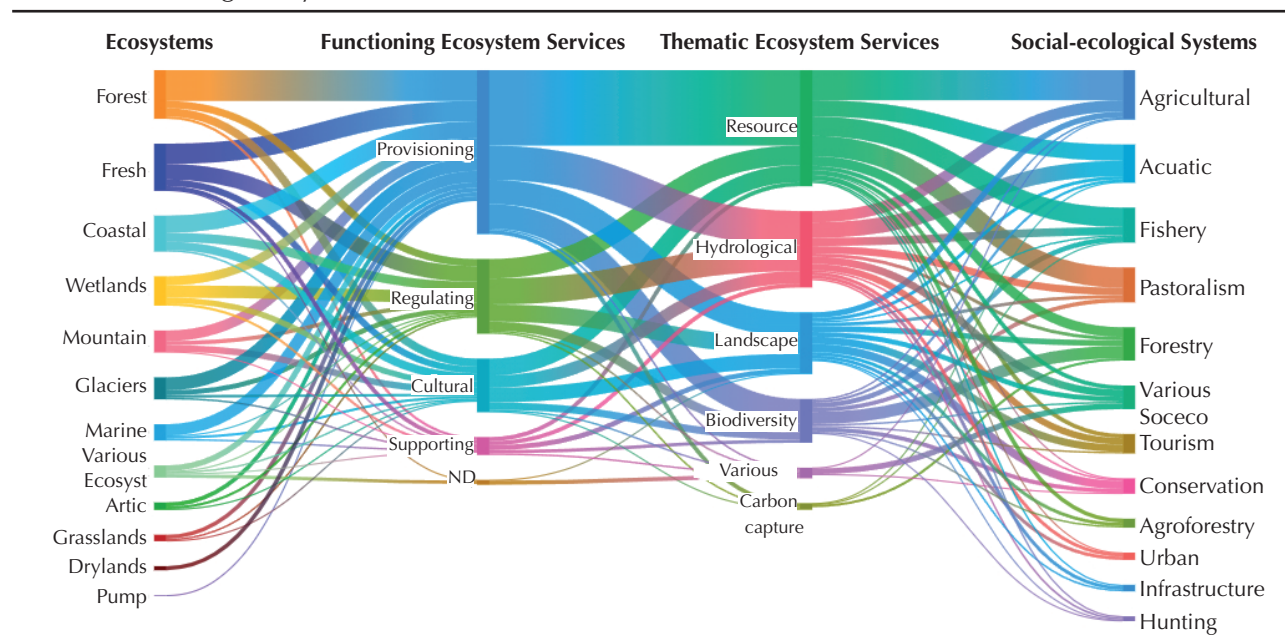 Ecosystems
Functioning Ecosystem Services
Thematic Ecosystem Services
Social-ecological Systems
Forest
Fresh
Coastal
Wetlands
Mountain
Glaciers
Marine
Various
Ecosyst
Artic
Grasslands
Drylands
Pump
Provisioning
Regulating
Cultural
Supporting
ND
Resource
Hydrological
Landscape
Biodiversity
Various
Carbon
capture
Agricultural
Acuatic
Fishery
Pastoralism
Forestry
Various
Soceco
Tourism
Conservation
Agroforestry
Urban
Infrastructure
Hunting